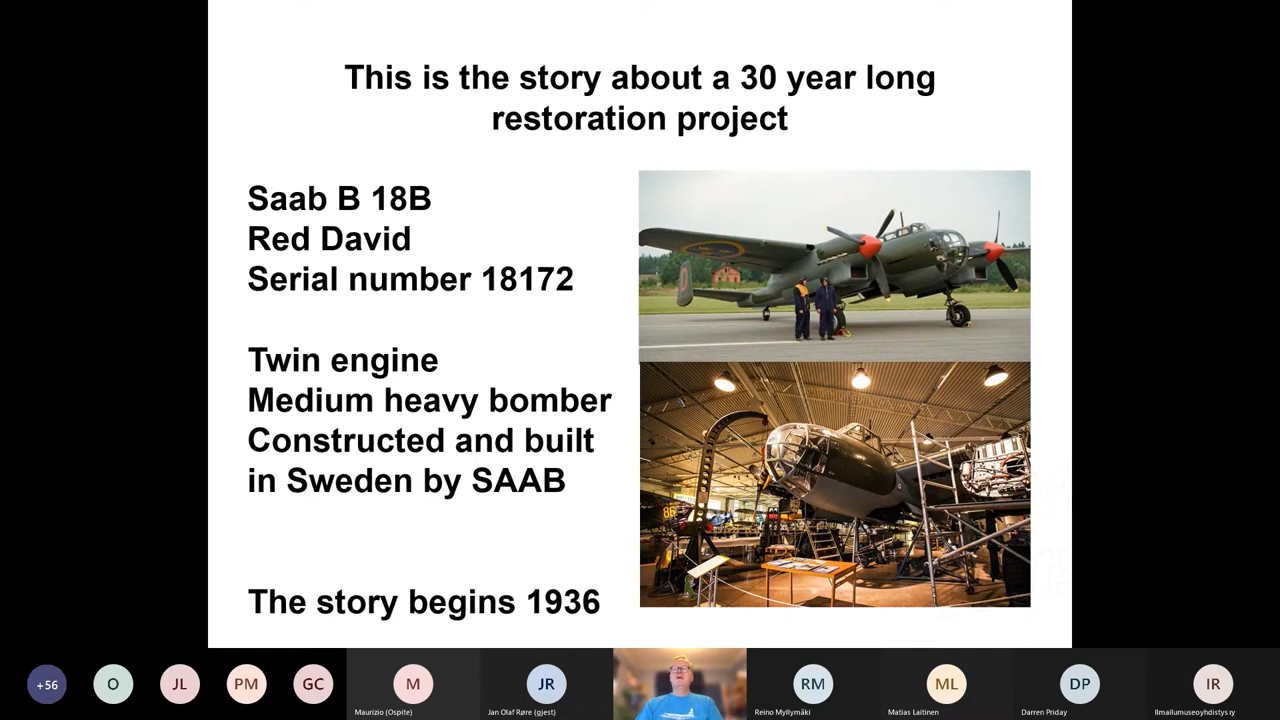 This is the story about a 30 year long
restoration project
Saab B 18B
Red David
Serial number 18172
Twin engine
Medium heavy bomber
Constructed and built
in Sweden by SAAB
The story begins 1936
86
+56
O
JL
PM
GC
M
JR
RM
ML
DP
IR
Maurizio (Ospite)
Jan Olaf Røre (gjest)
Reino Myllymäki
Matias Laitinen
Darren Priday
Ilmailumuseoyhdistys ry